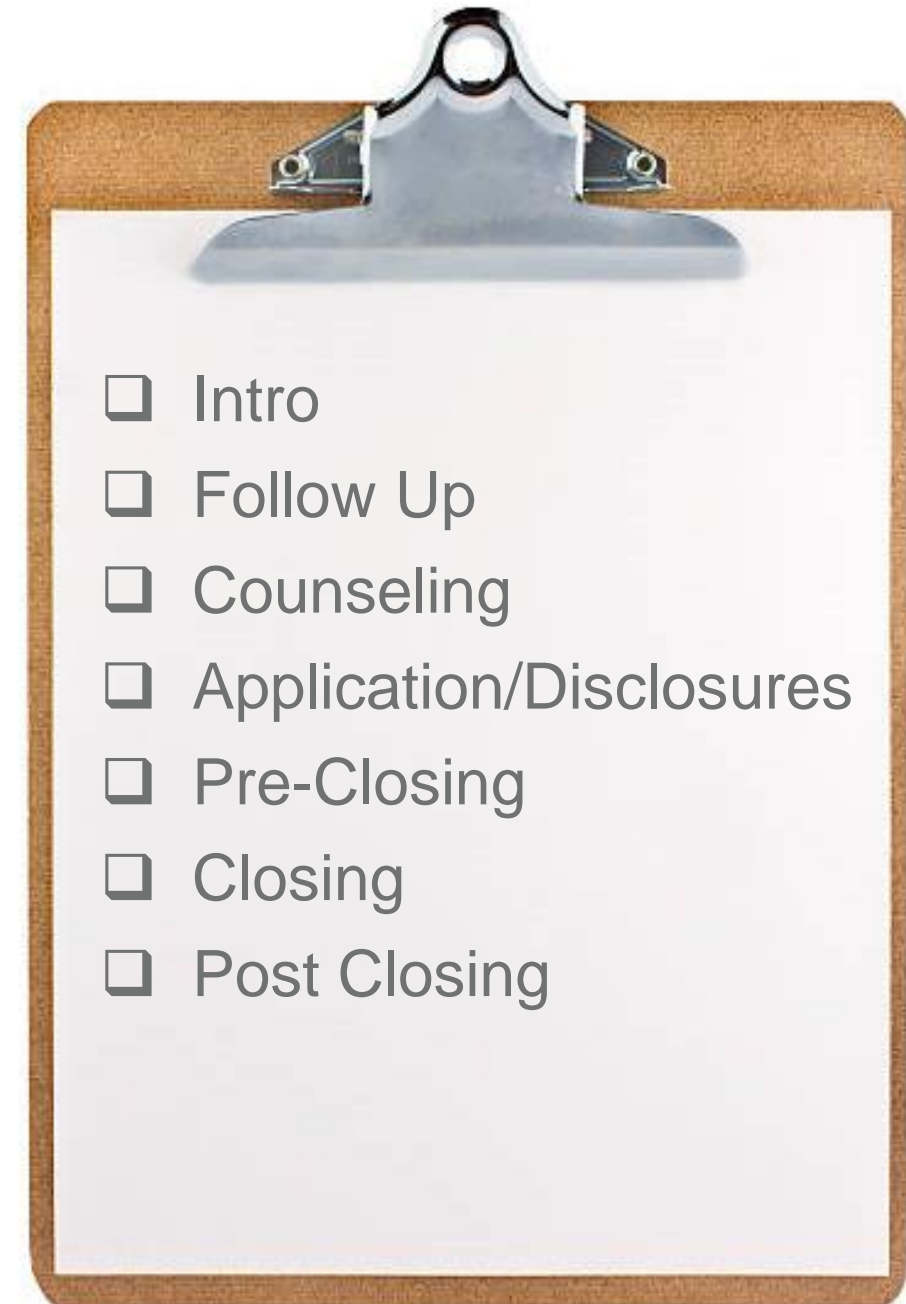 ❑ Intro
❑ Follow Up
❑ Counseling
❑ Application/Disclosures
❑ Pre-Closing
❑ Closing
❑ Post Closing